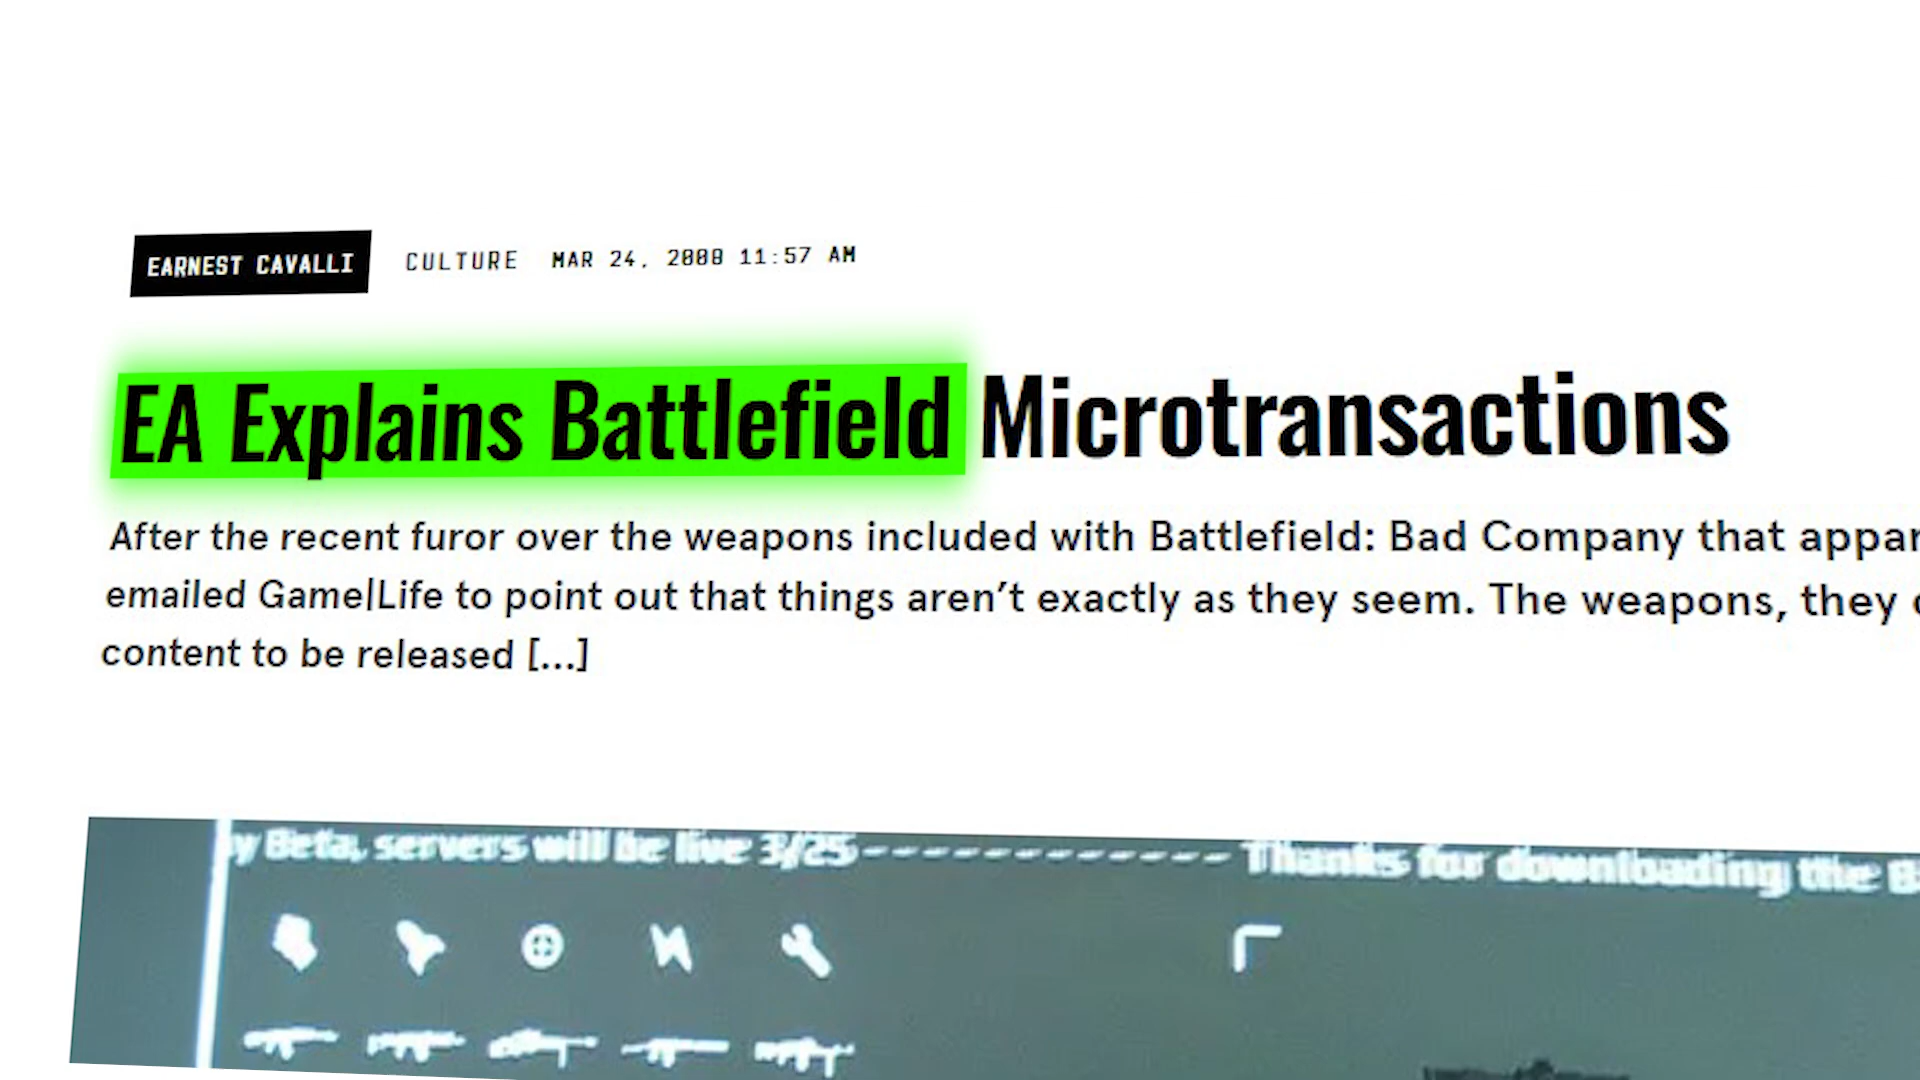 EARNEST CAVALLI CULTURE MAR 24, 2008 11:57 AM
EA Explains Battlefield Microtransactions
After the recent furor over the weapons included with Battlefield: Bad Company that
emailed Game|Life to point out that things aren’t exactly as they seem. The weapons, they
content to be released [...]
y Beta, servers will be live 3/25----------Thanks for downloading the